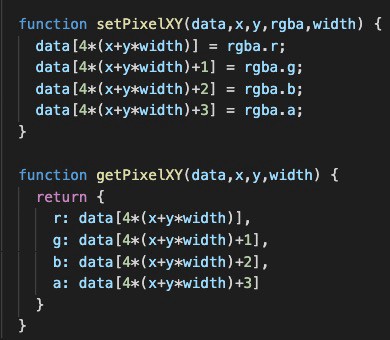 function setPixelXY(data,x,y,rgba,width) {
  data[4*(x+y*width)] = rgba.r;
  data[4*(x+y*width)+1] = rgba.g;
  data[4*(x+y*width)+2] = rgba.b;
  data[4*(x+y*width)+3] = rgba.a;
}

function getPixelXY(data,x,y,width) {
  return {
    r: data[4*(x+y*width)],
    g: data[4*(x+y*width)+1],
    b: data[4*(x+y*width)+2],
    a: data[4*(x+y*width)+3]
  }
}